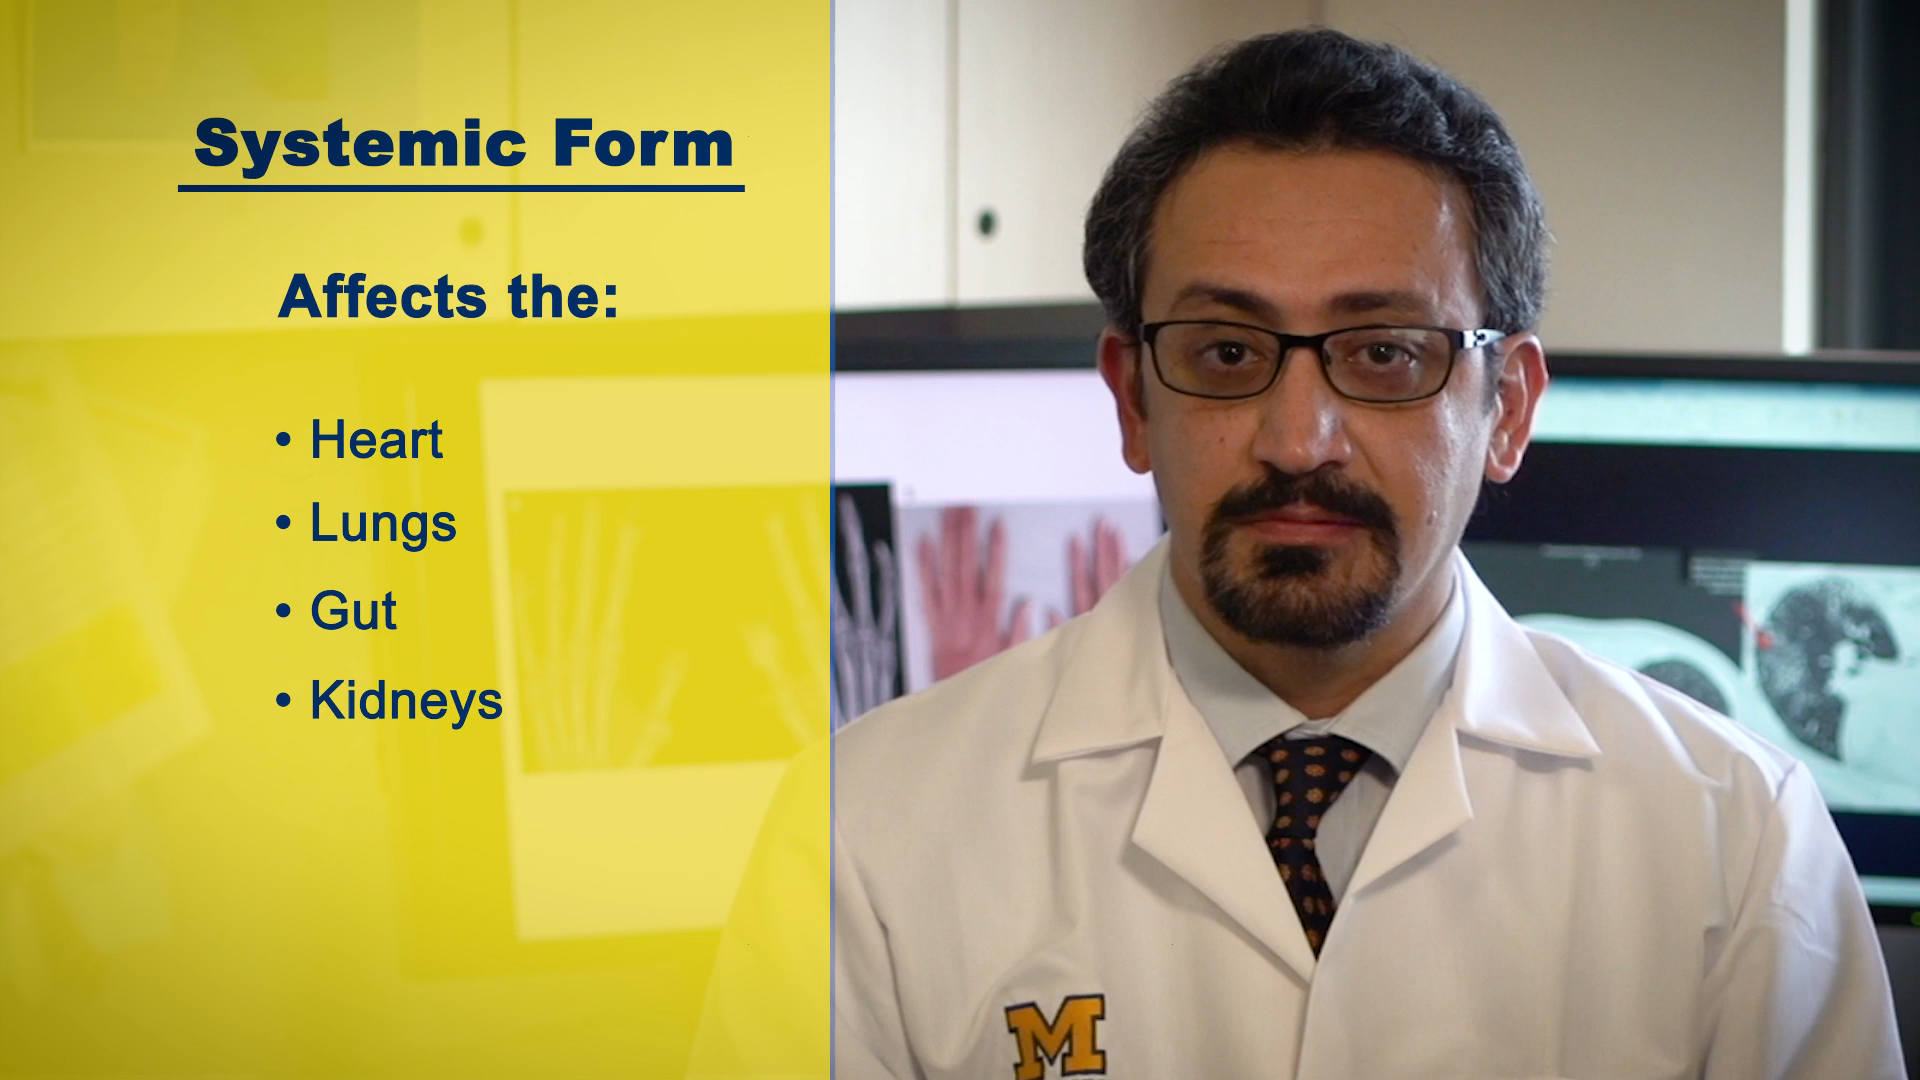 Systemic Form
Affects the:
• Heart
• Lungs
• Gut
• Kidneys
M